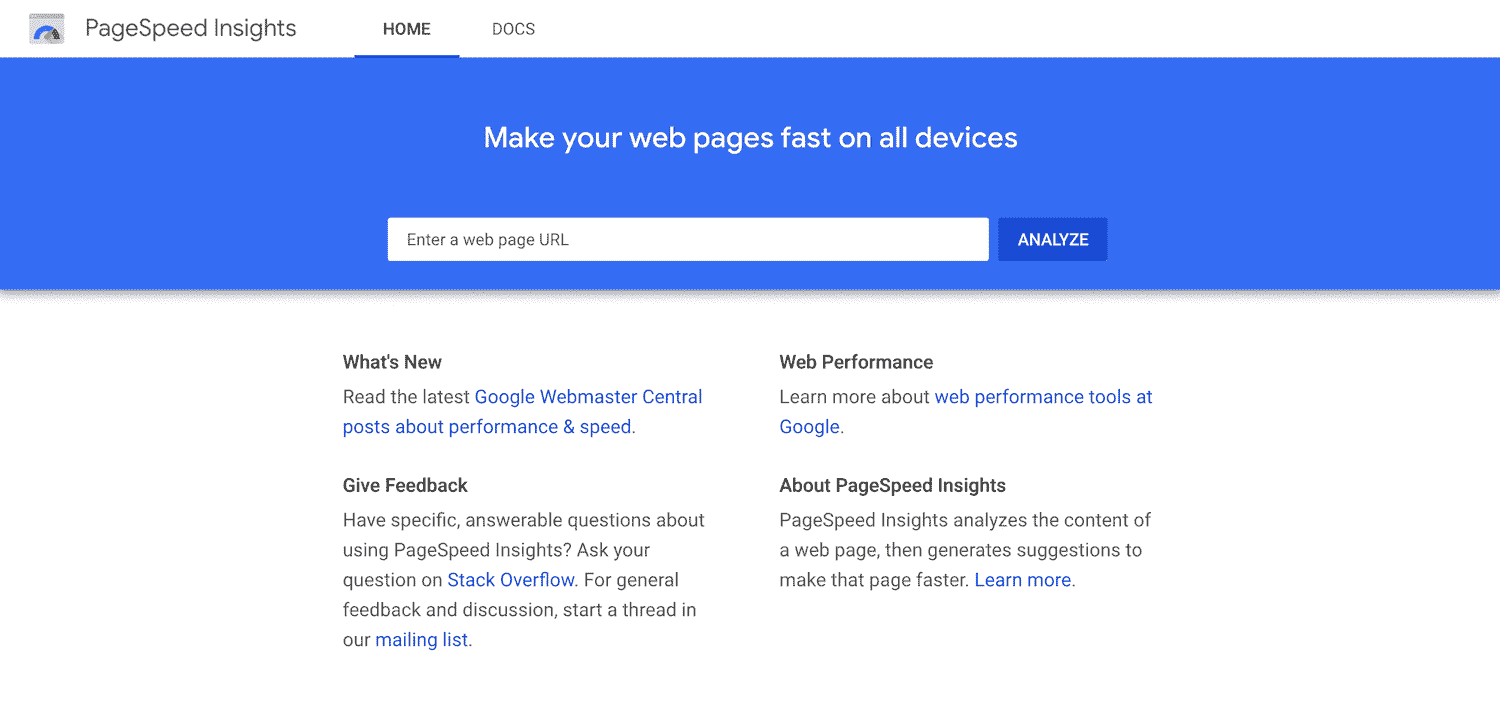 PageSpeed Insights
HOME
DOCS
Make your web pages fast on all devices
Enter a web page URL
ANALYZE
What's New
Read the latest Google Webmaster Central
posts about performance & speed.
Give Feedback
Have specific, answerable questions about
using PageSpeed Insights? Ask your
question on Stack Overflow. For general
feedback and discussion, start a thread in
our mailing list.
Web Performance
Learn more about web performance tools at
Google.
About PageSpeed Insights
PageSpeed Insights analyzes the content of
a web page, then generates suggestions to
make that page faster. Learn more.